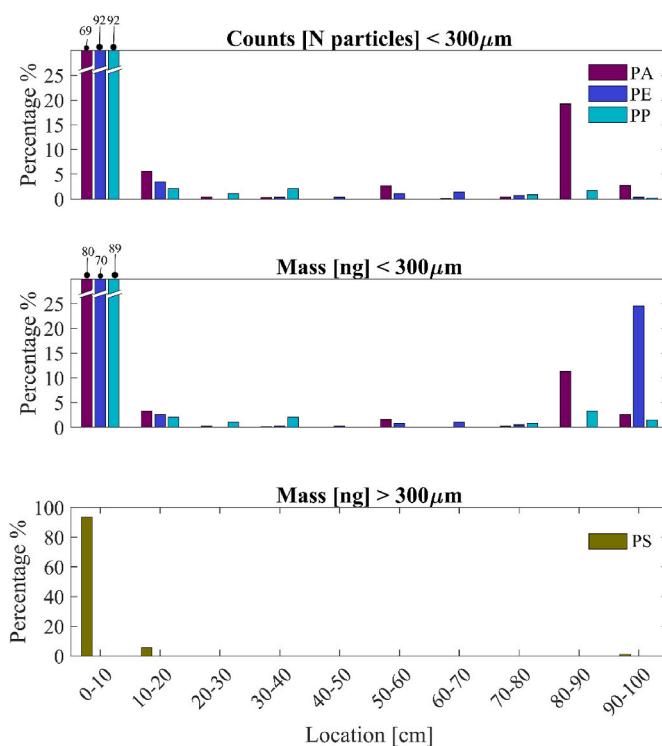 69 92 92
Counts [N particles] < 300μm
PA
PE
PP
Percentage %
25
20
15
10
5
0
80 70 89
Mass [ng] < 300μm
Percentage %
25
20
15
10
5
0
Mass [ng] > 300μm
PS
Percentage %
100
80
60
40
20
0
0-10 10-20 20-30 30-40 40-50 50-60 60-70 70-80 80-90 90-100
Location [cm]